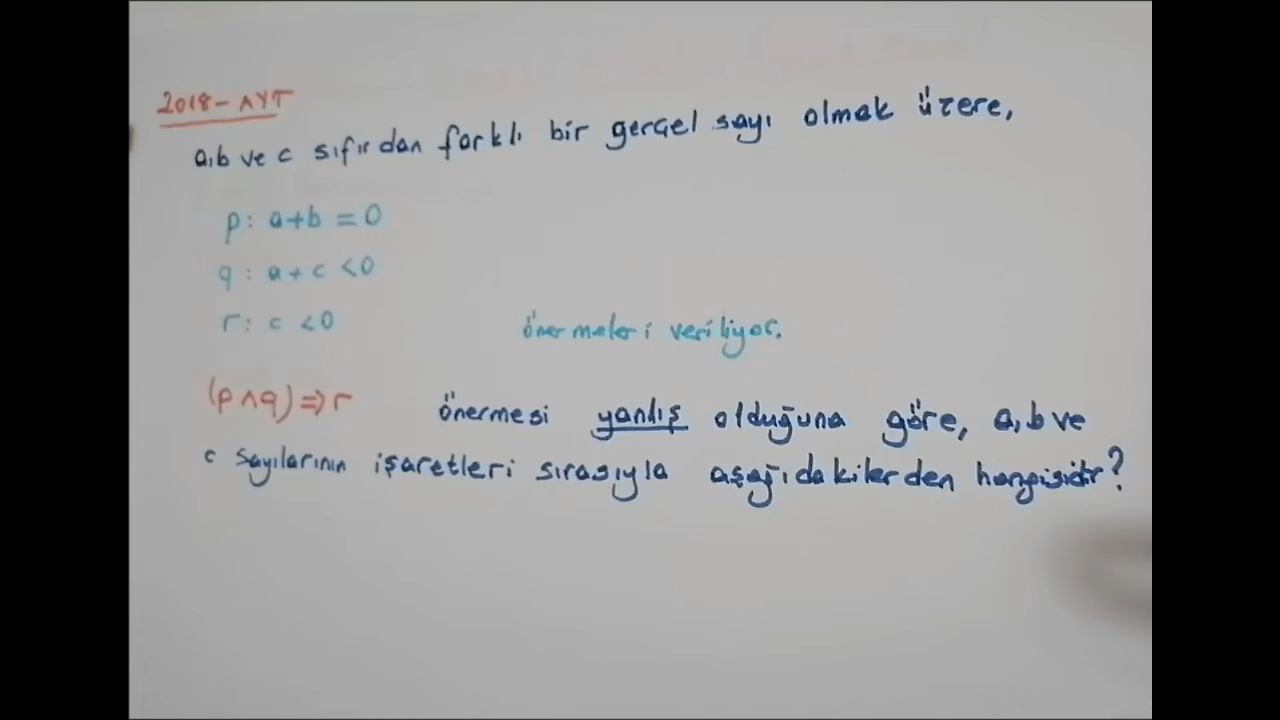 2018 - AYT
a,b ve c sıfırdan farklı bir gerçel sayı olmak üzere,
p: a+b = 0
q: a+c <0
r: c <0 önermeleri veriliyor.
(p∧q)⇒r önermesi yanlış olduğuna göre, a,b ve
c sayılarının işaretleri sırasıyla aşağıdakilerden hangisidir?